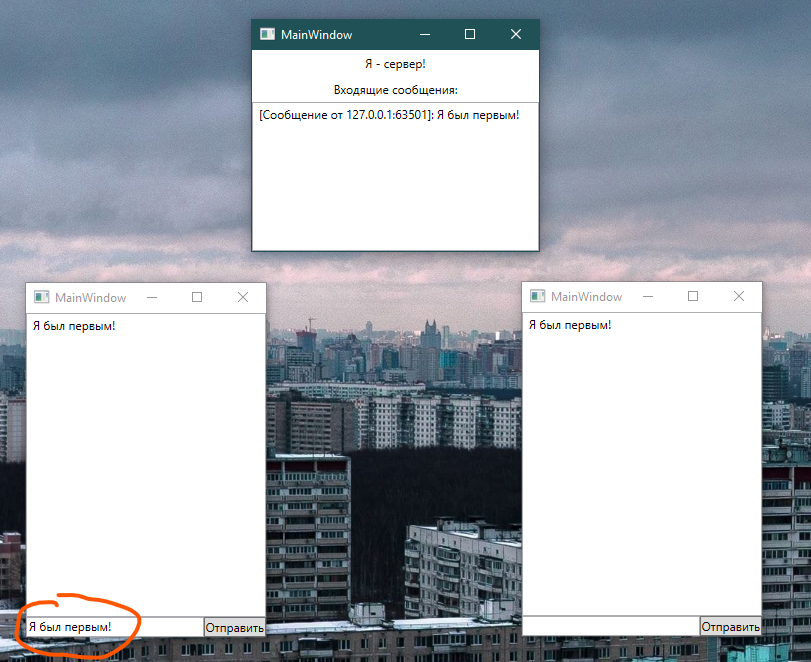 MainWindow
Я - сервер!
Входящие сообщения:
[Сообщение от 127.0.0.1:63501]: Я был первым!
MainWindow
Я был первым!
Я был первым!
Отправить
MainWindow
Я был первым!
Отправить